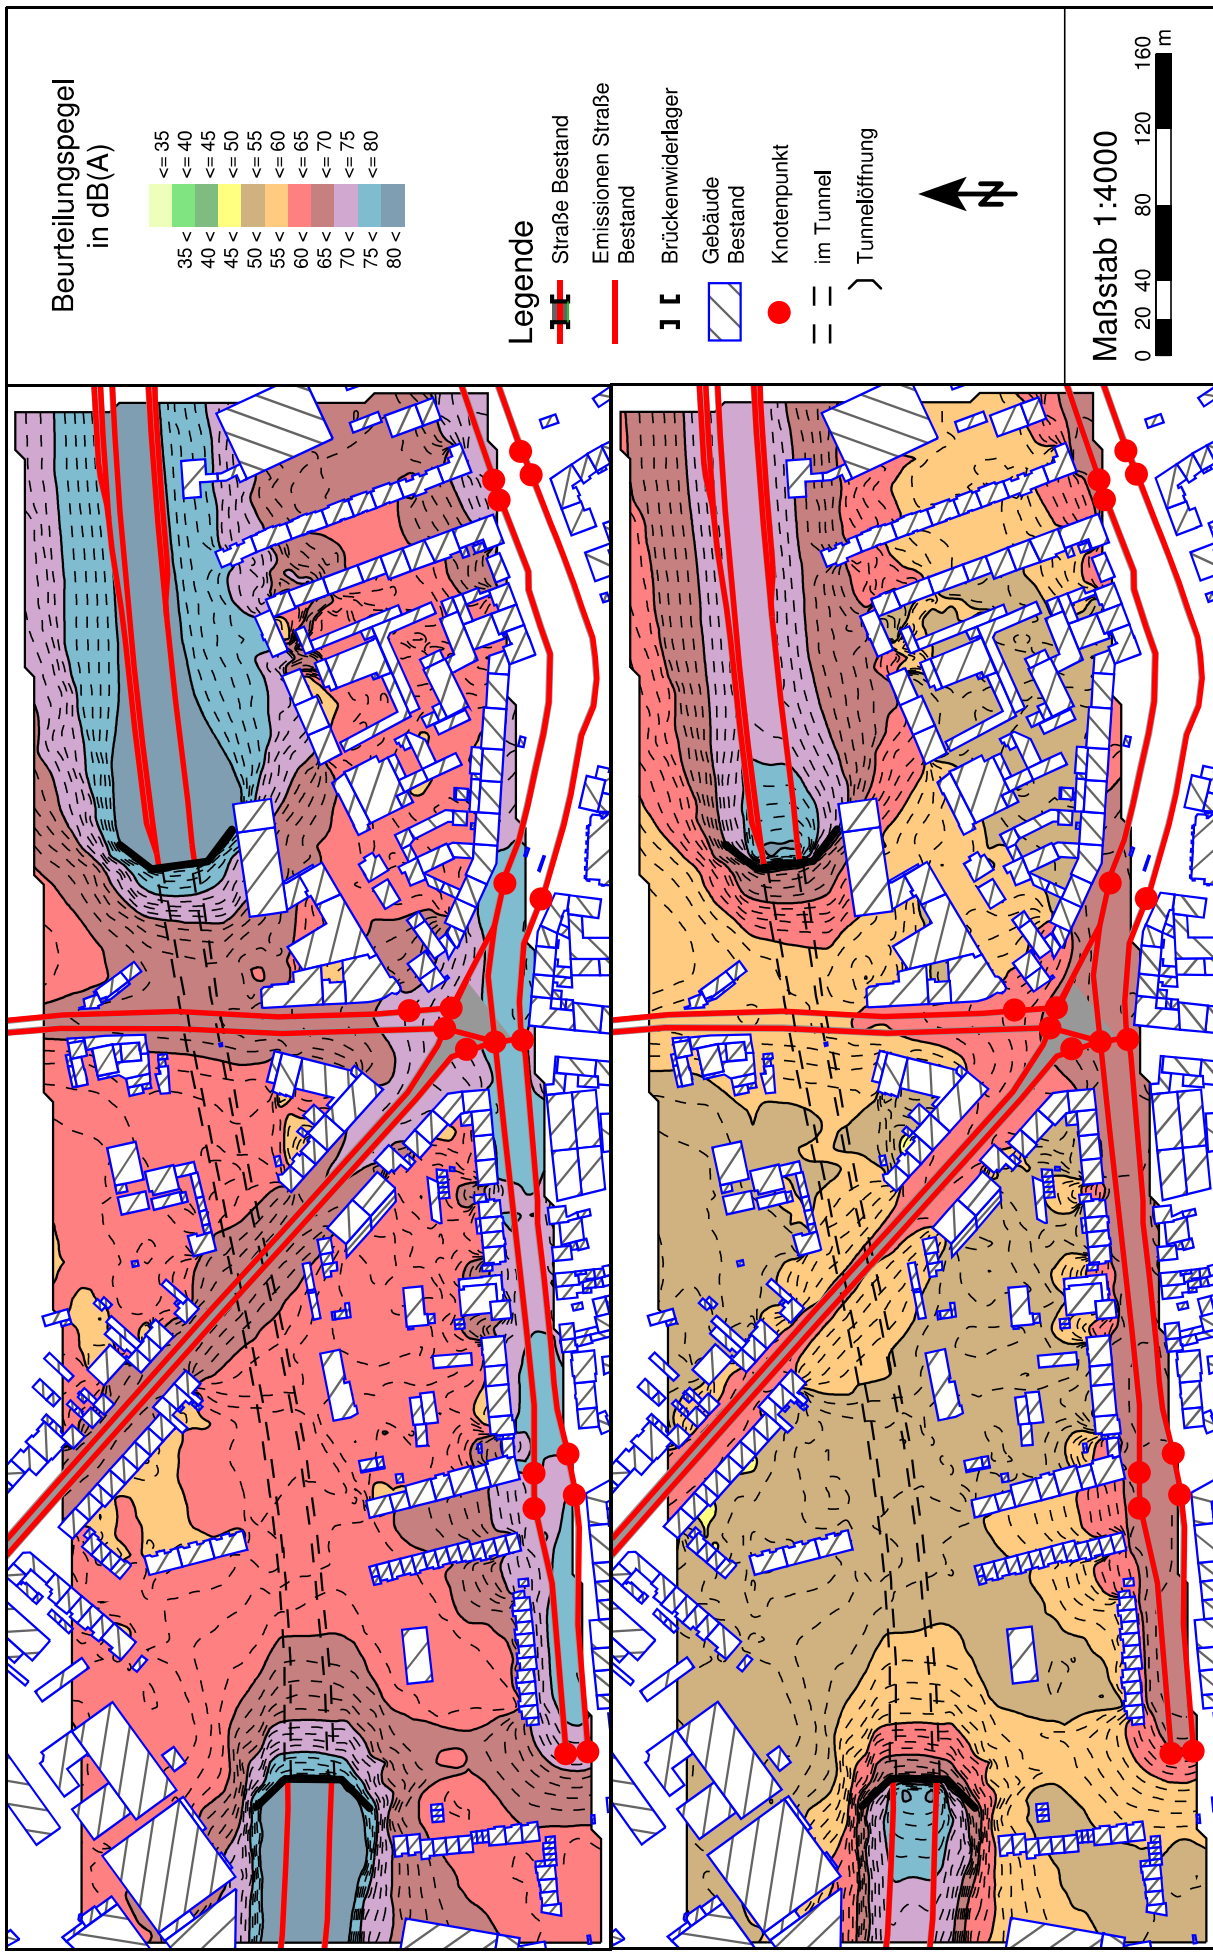 Beurteilungspegel
in dB(A)
<= 35
35 < <= 40
40 < <= 45
45 < <= 50
50 < <= 55
55 < <= 60
60 < <= 65
65 < <= 70
70 < <= 75
75 < <= 80
80 <
Legende
Straße Bestand
Emissionen Straße
Bestand
Brückenwiderlager
Gebäude
Bestand
Knotenpunkt
im Tunnel
Tunnelöffnung
N
Maßstab 1:4000
0 20 40 80 120 160
m